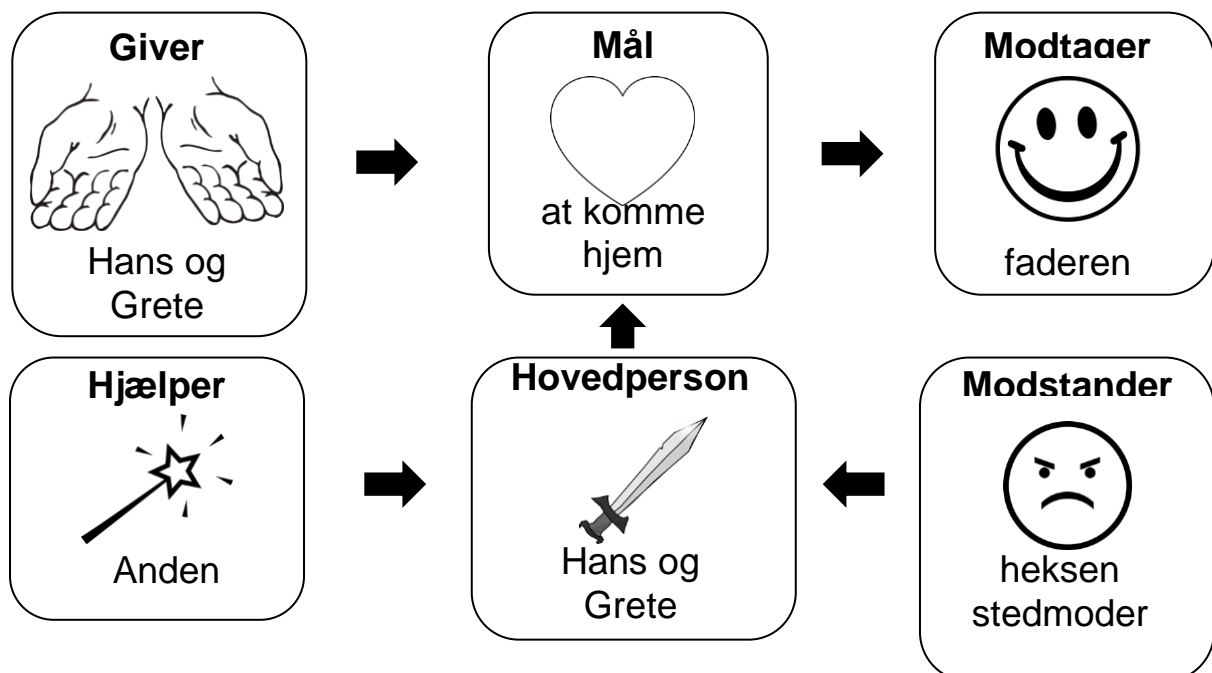 Giver
Hans og
Grete
Mål
at komme
hjem
Modtager
faderen
Hjælper
Anden
Hovedperson
Hans og
Grete
Modstander
heksen
stedmoder